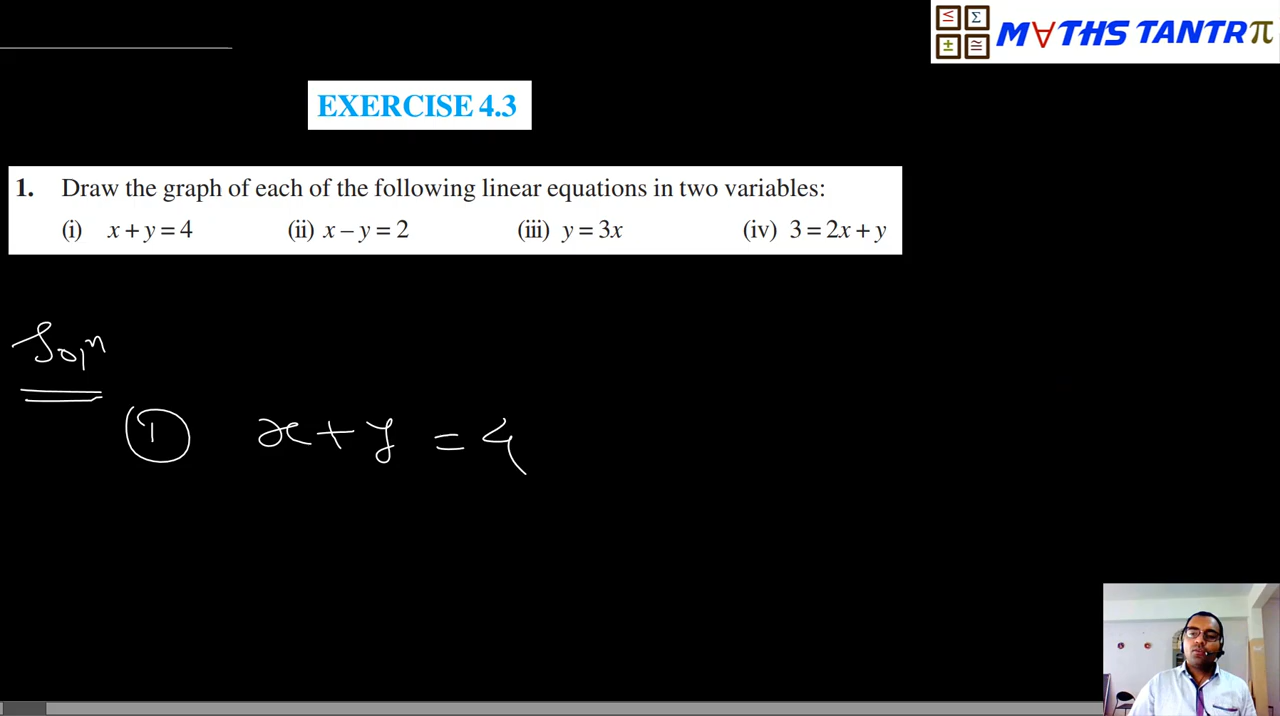 ≤ Σ ± ≅ M∀THS TANTRπ
EXERCISE 4.3
1. Draw the graph of each of the following linear equations in two variables:
(i) x + y = 4 (ii) x – y = 2 (iii) y = 3x (iv) 3 = 2x + y
Solⁿ
① x + y = 4